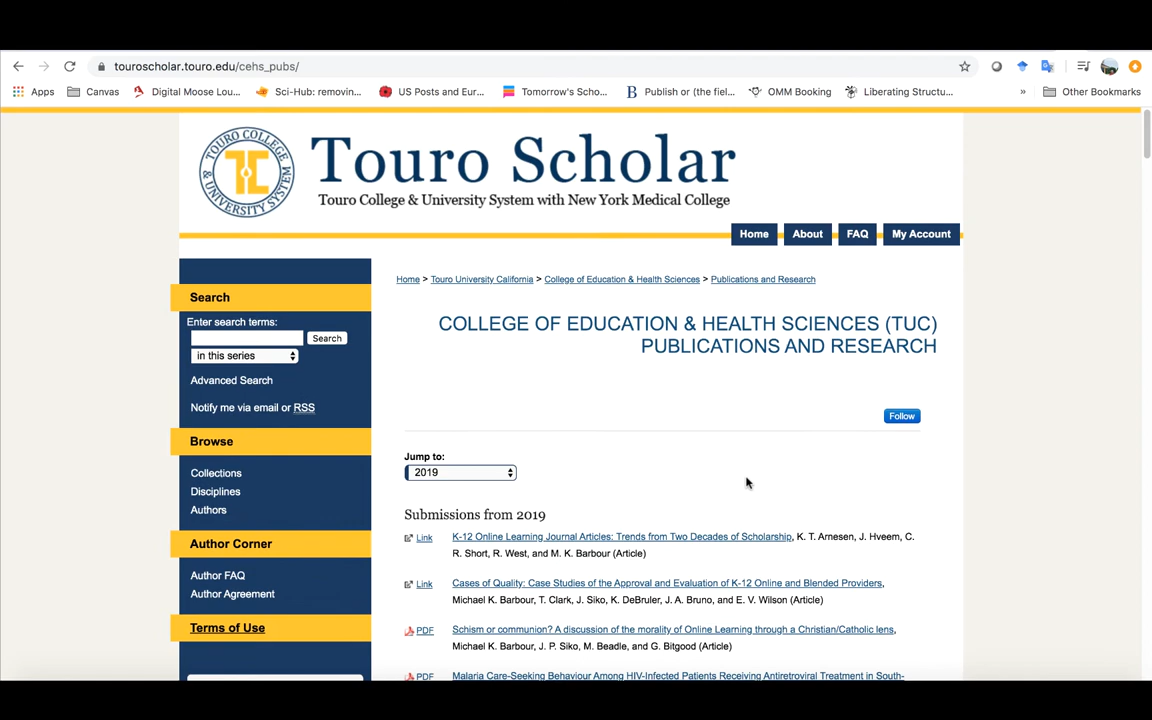 touroscholar.touro.edu/cehs_pubs/
Apps Canvas Digital Moose Lou... Sci-Hub: removin... US Posts and Eur... Tomorrow's Scho... B Publish or (the fiel... OMM Booking Liberating Structu... » Other Bookmarks
TOURO COLLEGE & UNIVERSITY SYSTEM
TC
Touro Scholar
Touro College & University System with New York Medical College
Home About FAQ My Account
Home > Touro University California > College of Education & Health Sciences > Publications and Research
COLLEGE OF EDUCATION & HEALTH SCIENCES (TUC)
PUBLICATIONS AND RESEARCH
Search
Enter search terms:
Search
in this series
Advanced Search
Notify me via email or RSS
Browse
Collections
Disciplines
Authors
Author Corner
Author FAQ
Author Agreement
Terms of Use
Follow
Jump to:
2019
Submissions from 2019
Link K-12 Online Learning Journal Articles: Trends from Two Decades of Scholarship, K. T. Arnesen, J. Hveem, C.
R. Short, R. West, and M. K. Barbour (Article)
Link Cases of Quality: Case Studies of the Approval and Evaluation of K-12 Online and Blended Providers,
Michael K. Barbour, T. Clark, J. Siko, K. DeBruler, J. A. Bruno, and E. V. Wilson (Article)
PDF Schism or communion? A discussion of the morality of Online Learning through a Christian/Catholic lens,
Michael K. Barbour, J. P. Siko, M. Beadle, and G. Bitgood (Article)
PDF Malaria Care-Seeking Behaviour Among HIV-Infected Patients Receiving Antiretroviral Treatment in South-